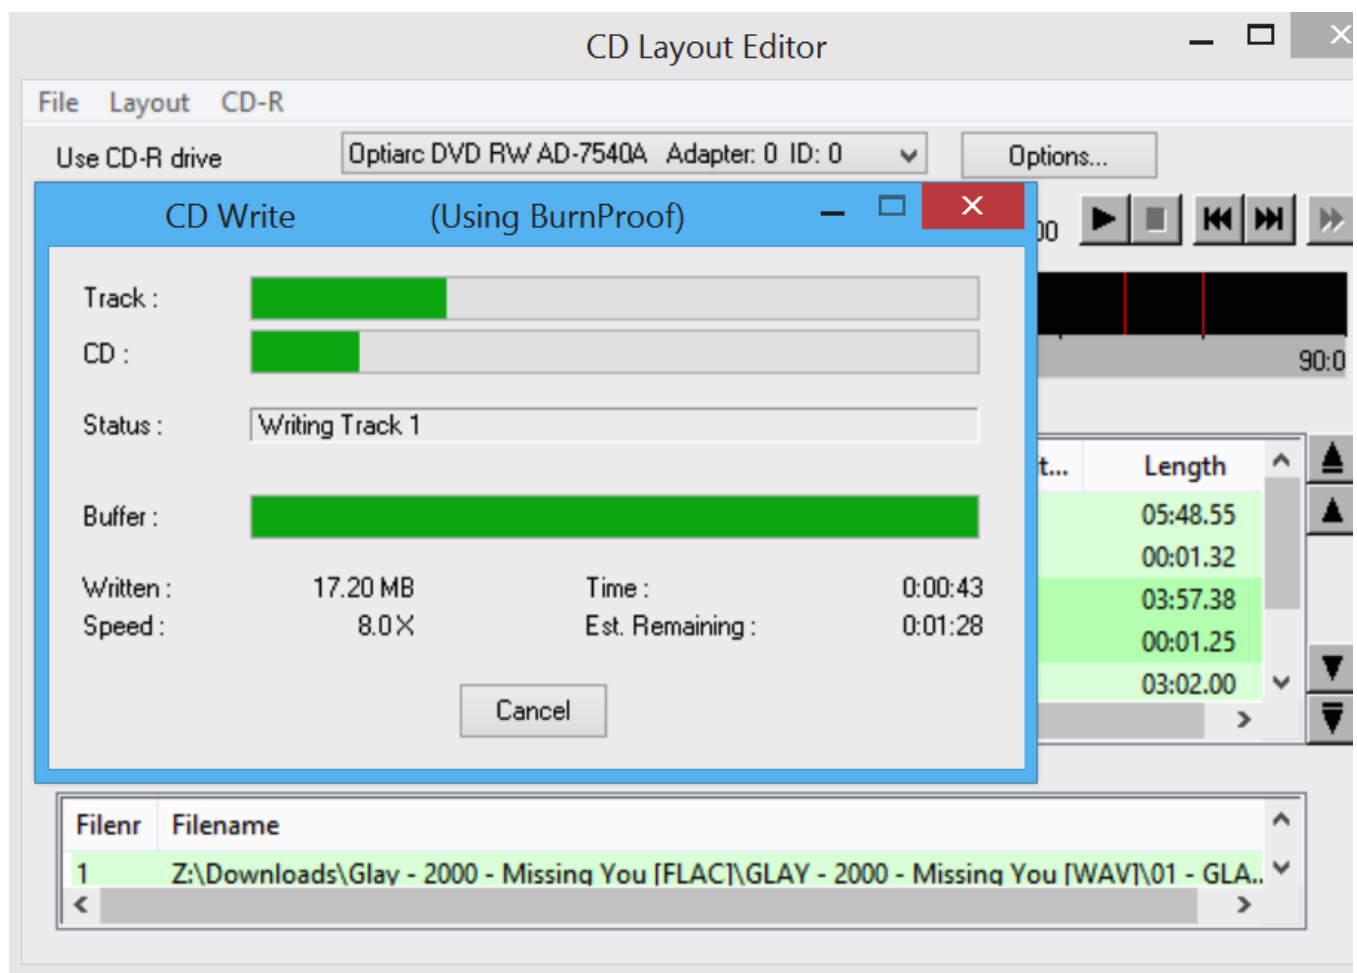 CD Layout Editor
File Layout CD-R
Use CD-R drive Optiarc DVD RW AD-7540A Adapter: 0 ID: 0 Options...
CD Write (Using BurnProof)
00
Track :
CD :
90:0
Status : Writing Track 1
t... Length
05:48.55
Buffer :
00:01.32
Written : 17.20 MB Time : 0:00:43
03:57.38
Speed : 8.0X Est. Remaining : 0:01:28
00:01.25
03:02.00
Cancel
Filenr Filename
1 Z:\Downloads\Glay - 2000 - Missing You [FLAC]\GLAY - 2000 - Missing You [WAV]\01 - GLA..